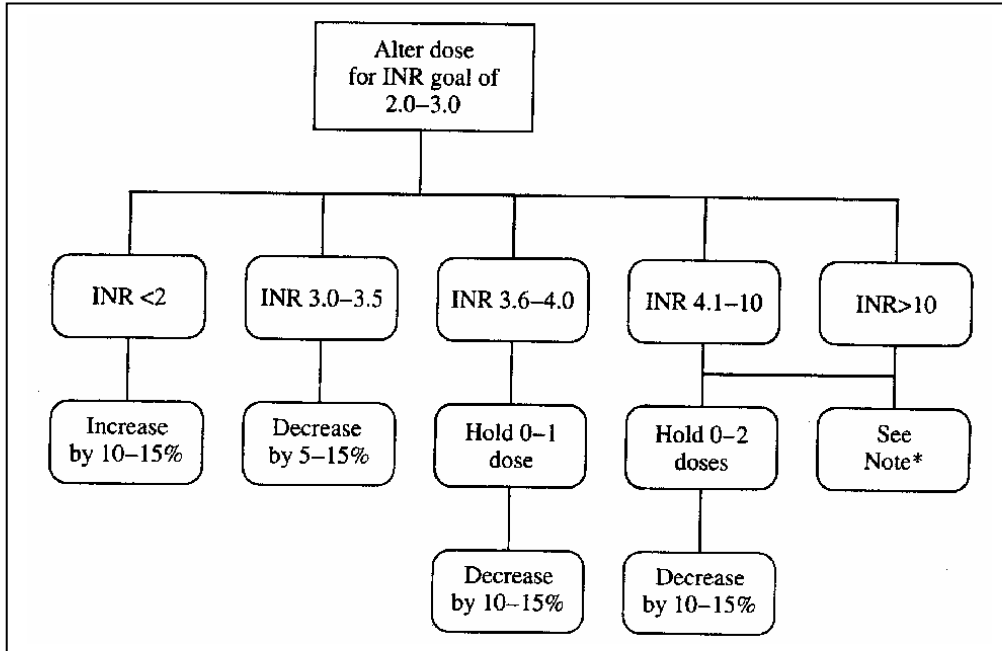 Alter dose
for INR goal of
2.0–3.0
INR <2
INR 3.0–3.5
INR 3.6–4.0
INR 4.1–10
INR>10
Increase
by 10–15%
Decrease
by 5–15%
Hold 0–1
dose
Hold 0–2
doses
See
Note*
Decrease
by 10–15%
Decrease
by 10–15%